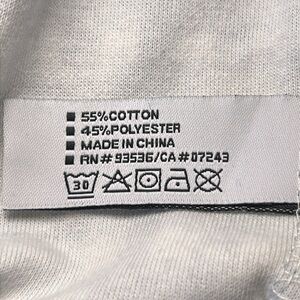 55%COTTON
45%POLYESTER
MADE IN CHINA
RN#93536/CA#07243
30